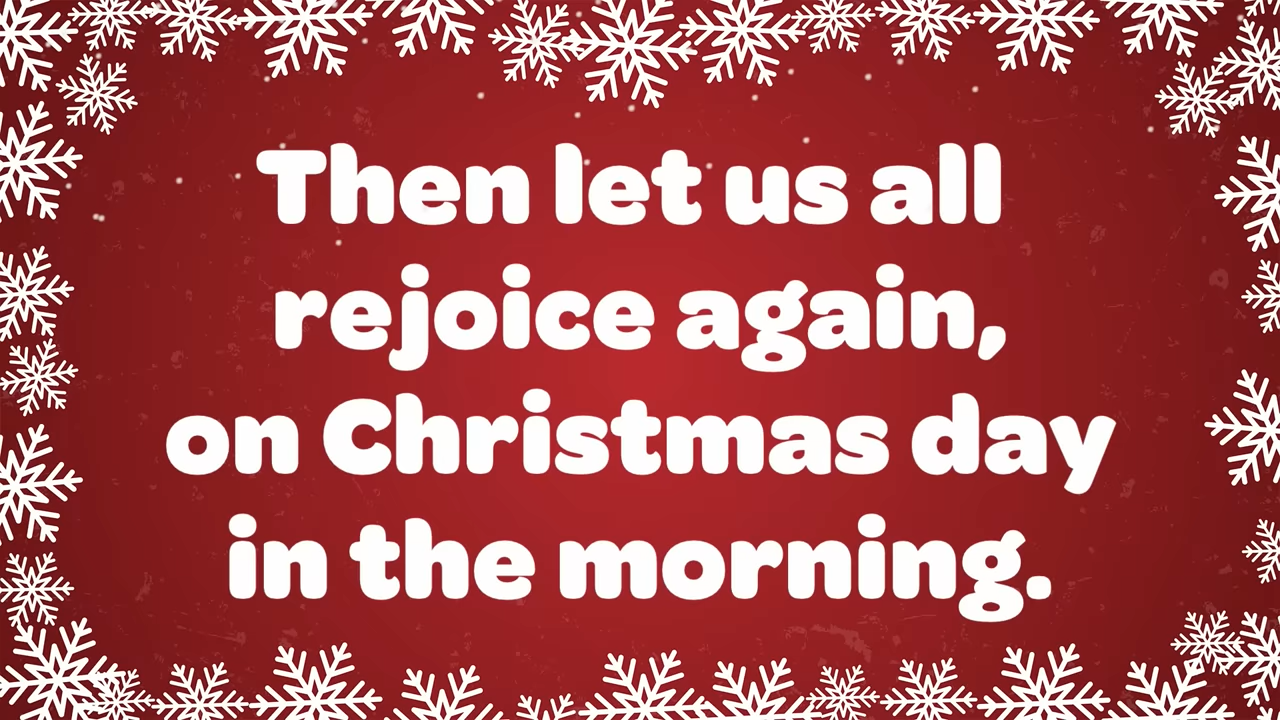 Then let us all
rejoice again,
on Christmas day
in the morning.